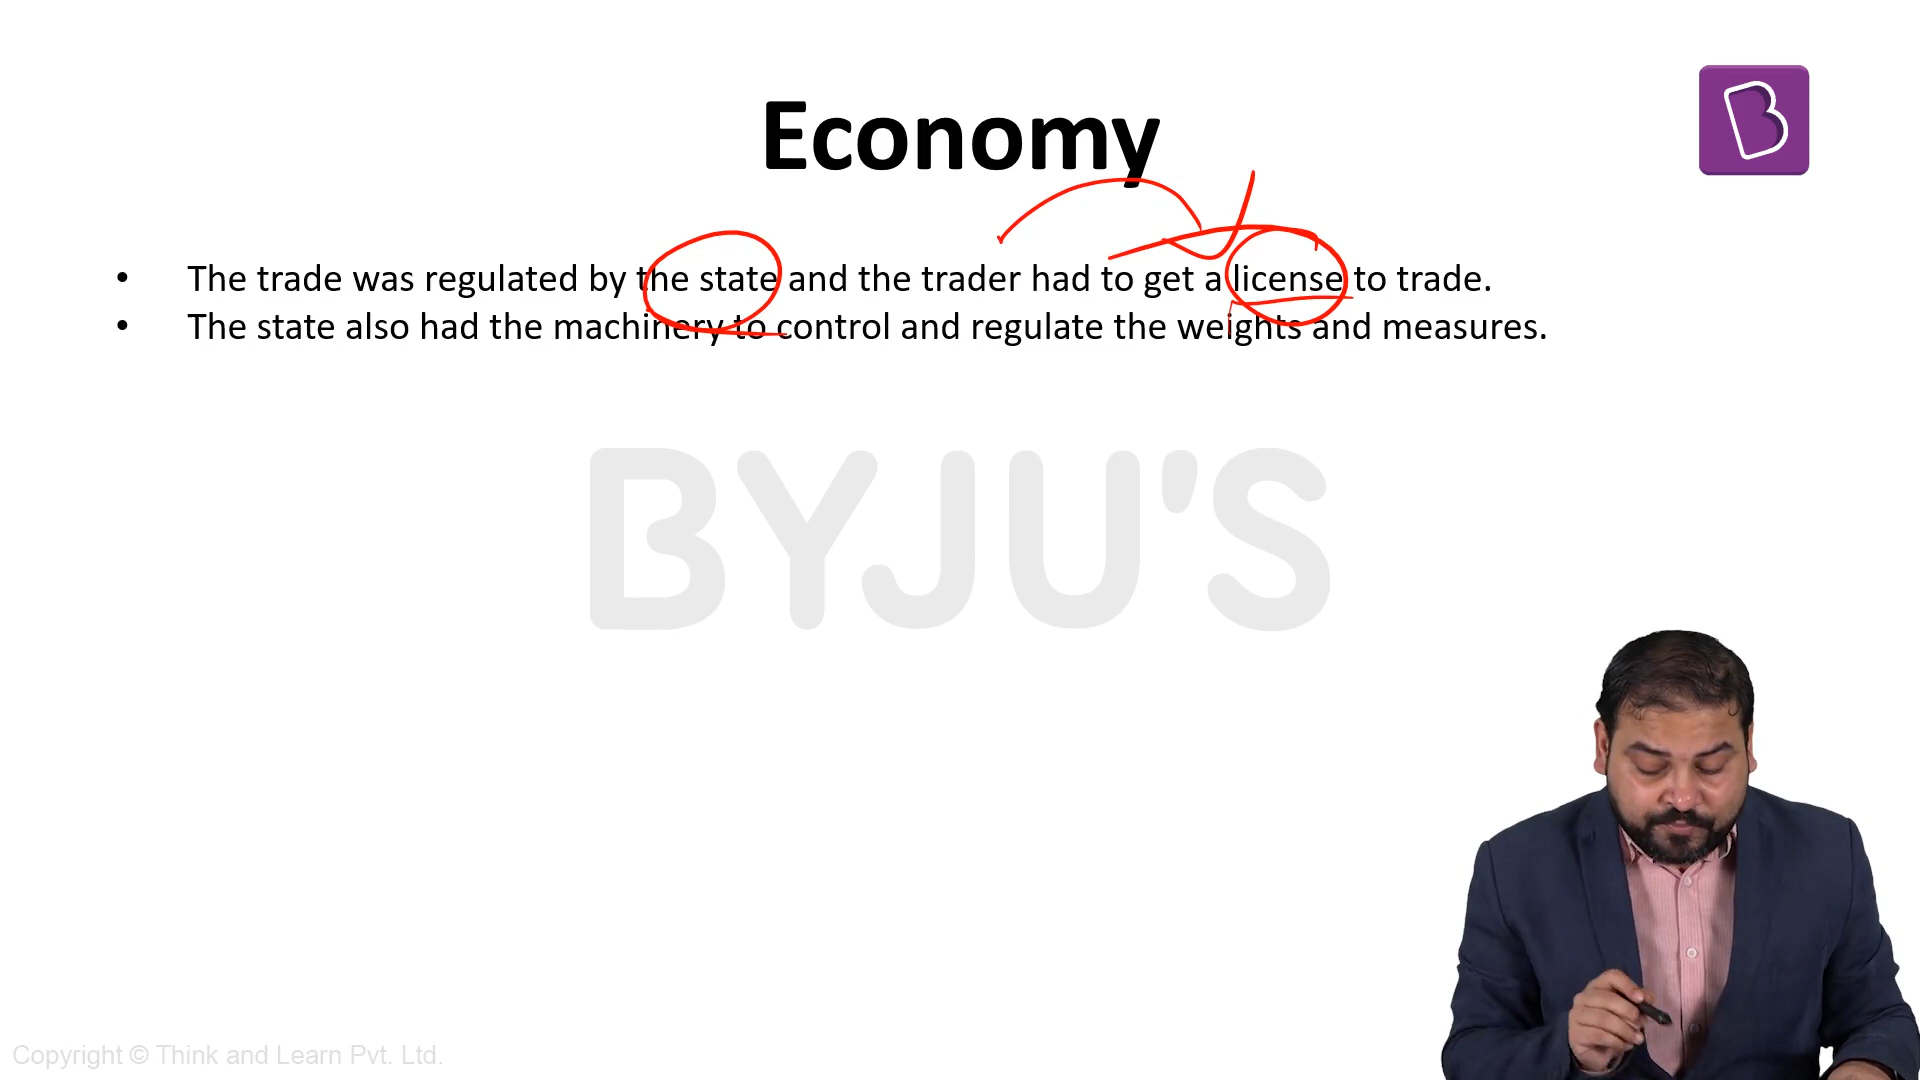 Economy
• The trade was regulated by the state and the trader had to get a license to trade.
• The state also had the machinery to control and regulate the weights and measures.
BYJU'S
Copyright © Think and Learn Pvt. Ltd.